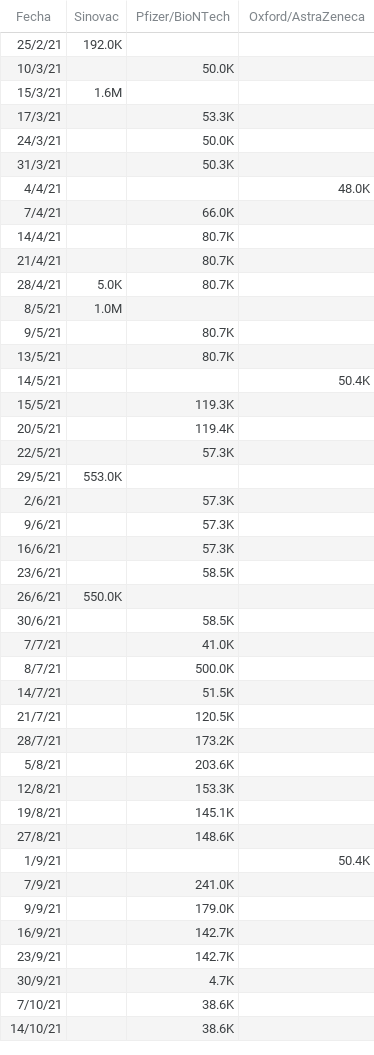 Fecha Sinovac Pfizer/BioNTech Oxford/AstraZeneca
25/2/21 192.0K
10/3/21 50.0K
15/3/21 1.6M
17/3/21 53.3K
24/3/21 50.0K
31/3/21 50.3K
4/4/21 48.0K
7/4/21 66.0K
14/4/21 80.7K
21/4/21 80.7K
28/4/21 5.0K 80.7K
8/5/21 1.0M
9/5/21 80.7K
13/5/21 80.7K
14/5/21 50.4K
15/5/21 119.3K
20/5/21 119.4K
22/5/21 57.3K
29/5/21 553.0K
2/6/21 57.3K
9/6/21 57.3K
16/6/21 57.3K
23/6/21 58.5K
26/6/21 550.0K
30/6/21 58.5K
7/7/21 41.0K
8/7/21 500.0K
14/7/21 51.5K
21/7/21 120.5K
28/7/21 173.2K
5/8/21 203.6K
12/8/21 153.3K
19/8/21 145.1K
27/8/21 148.6K
1/9/21 50.4K
7/9/21 241.0K
9/9/21 179.0K
16/9/21 142.7K
23/9/21 142.7K
30/9/21 4.7K
7/10/21 38.6K
14/10/21 38.6K